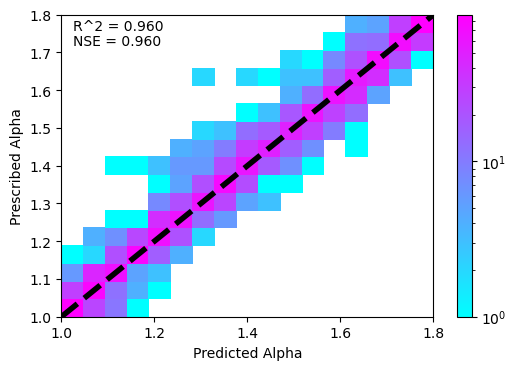 R^2 = 0.960
NSE = 0.960
1.8
1.7
1.6
1.5
1.4
1.3
1.2
1.1
1.0
Prescribed Alpha
1.0 1.2 1.4 1.6 1.8
Predicted Alpha
10^1
10^0